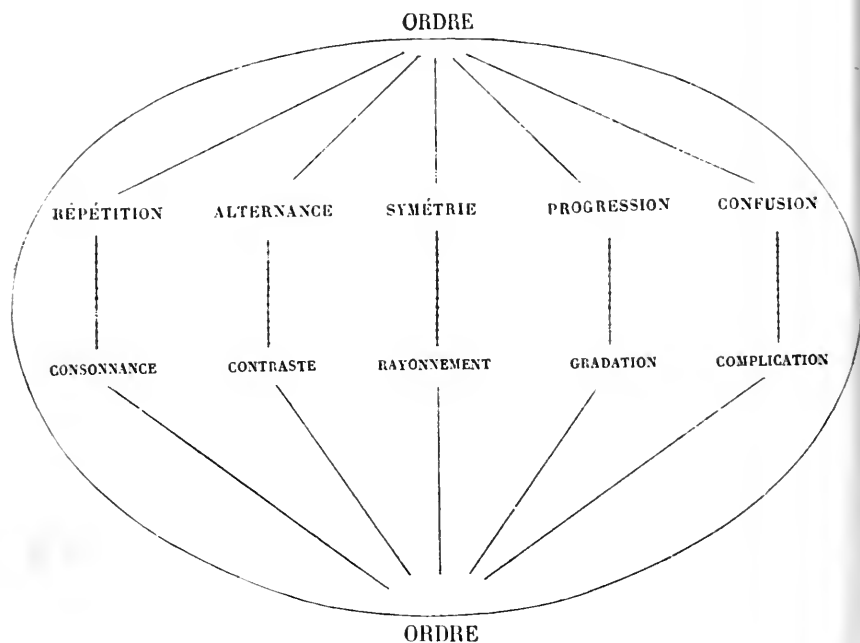 ORDRE
RÉPÉTITION ALTERNANCE SYMÉTRIE PROGRESSION CONFUSION
CONSONNANCE CONTRASTE RAYONNEMENT GRADATION COMPLICATION
ORDRE